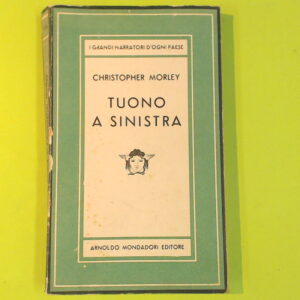 I GRANDI NARRATORI D'OGNI PAESE
CHRISTOPHER MORLEY
TUONO
A SINISTRA
ARNOLDO MONDADORI EDITORE